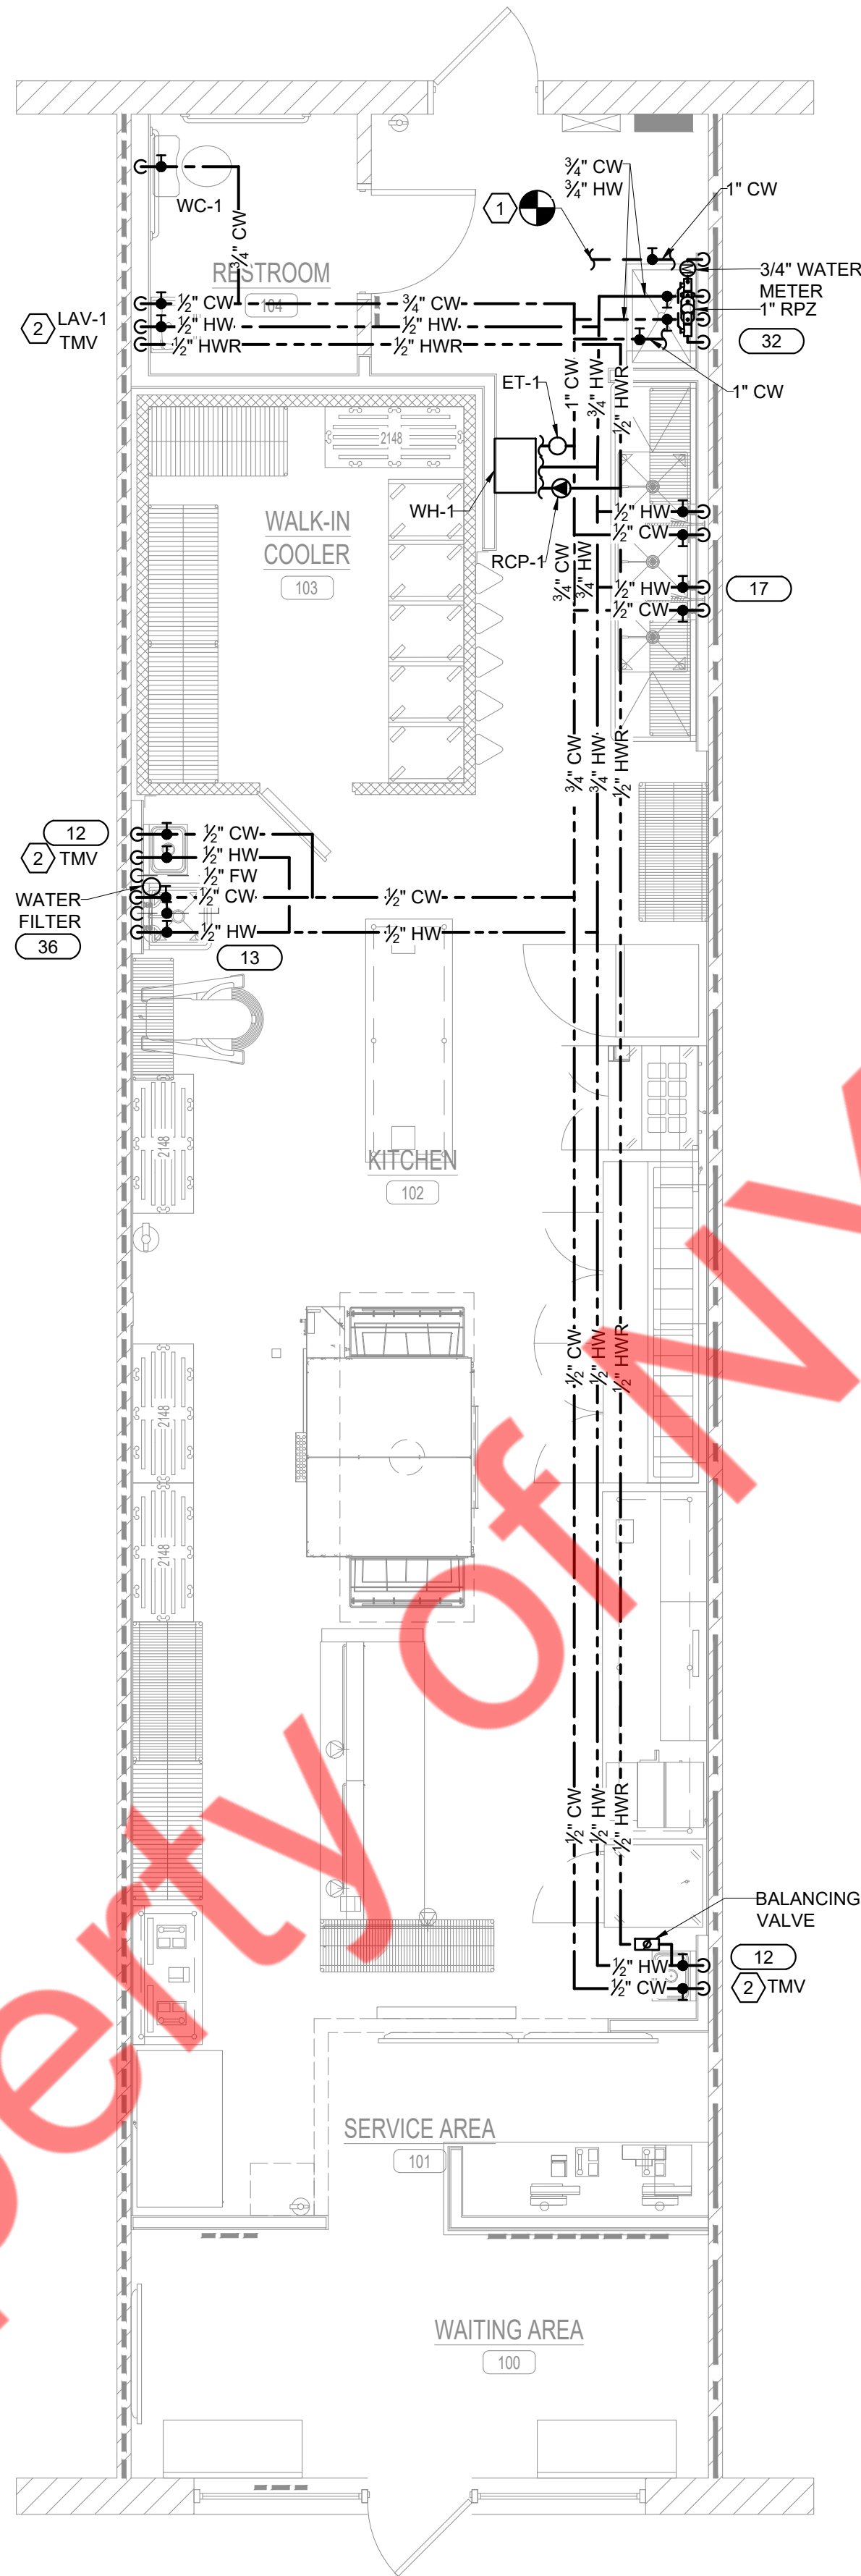 WC-1
3/4" CW
RESTROOM
104
3/4" CW
3/4" HW
1
1" CW
3/4" WATER
METER
1" RPZ
32
1" CW
2
LAV-1
TMV
1/2" CW
3/4" CW
1/2" HW
1/2" HW
1/2" HWR
1/2" HWR
1" CW
3/4" HW
1/2" HWR
ET-1
WH-1
RCP-1
2148
WALK-IN
COOLER
103
1/2" HW
1/2" CW
3/4" CW
3/4" HW
1/2" HW
1/2" CW
17
3/4" CW
3/4" HW
1/2" HWR
12
2
TMV
1/2" CW
1/2" HW
1/2" FW
1/2" CW
1/2" CW
WATER
FILTER
36
1/2" HW
1/2" HW
13
2148
KITCHEN
102
2148
2148
1/2" CW
1/2" HW
1/2" HWR
1/2" CW
1/2" HW
1/2" HWR
BALANCING
VALVE
1/2" HW
1/2" CW
12
2
TMV
SERVICE AREA
101
WAITING AREA
100
perty of N